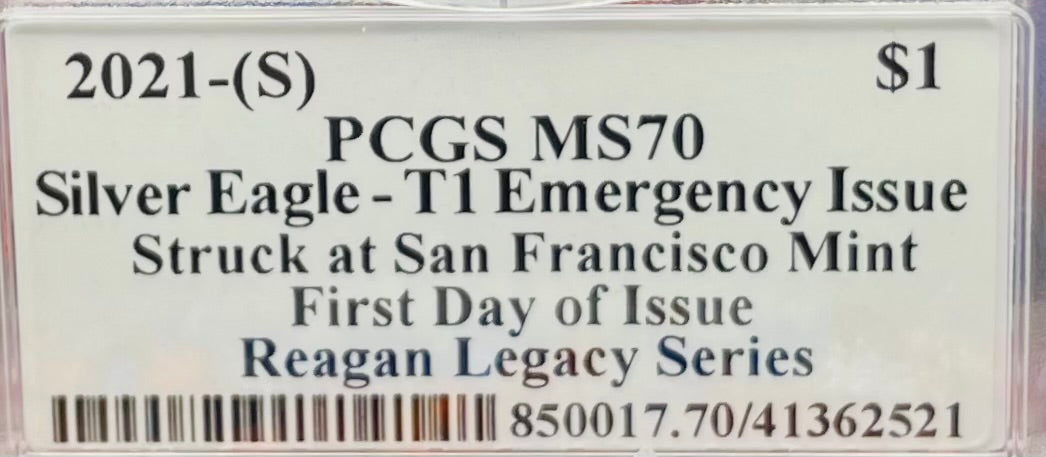 2021-(S) $1
PCGS MS70
Silver Eagle - T1 Emergency Issue
Struck at San Francisco Mint
First Day of Issue
Reagan Legacy Series
850017.70/41362521